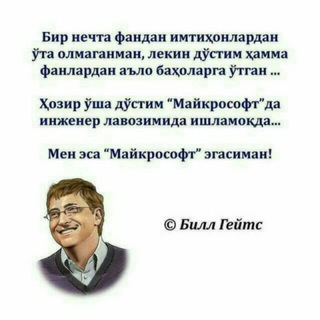 Бир нечта фандан имтиҳонлардан
ўта олмаганман, лекин дўстим ҳамма
фанлардан аъло баҳоларга ўтган ...
Ҳозир ўша дўстим “Майкрософт”да
инженер лавозимида ишламоқда...
Мен эса “Майкрософт” эгасиман!
© Билл Гейтс